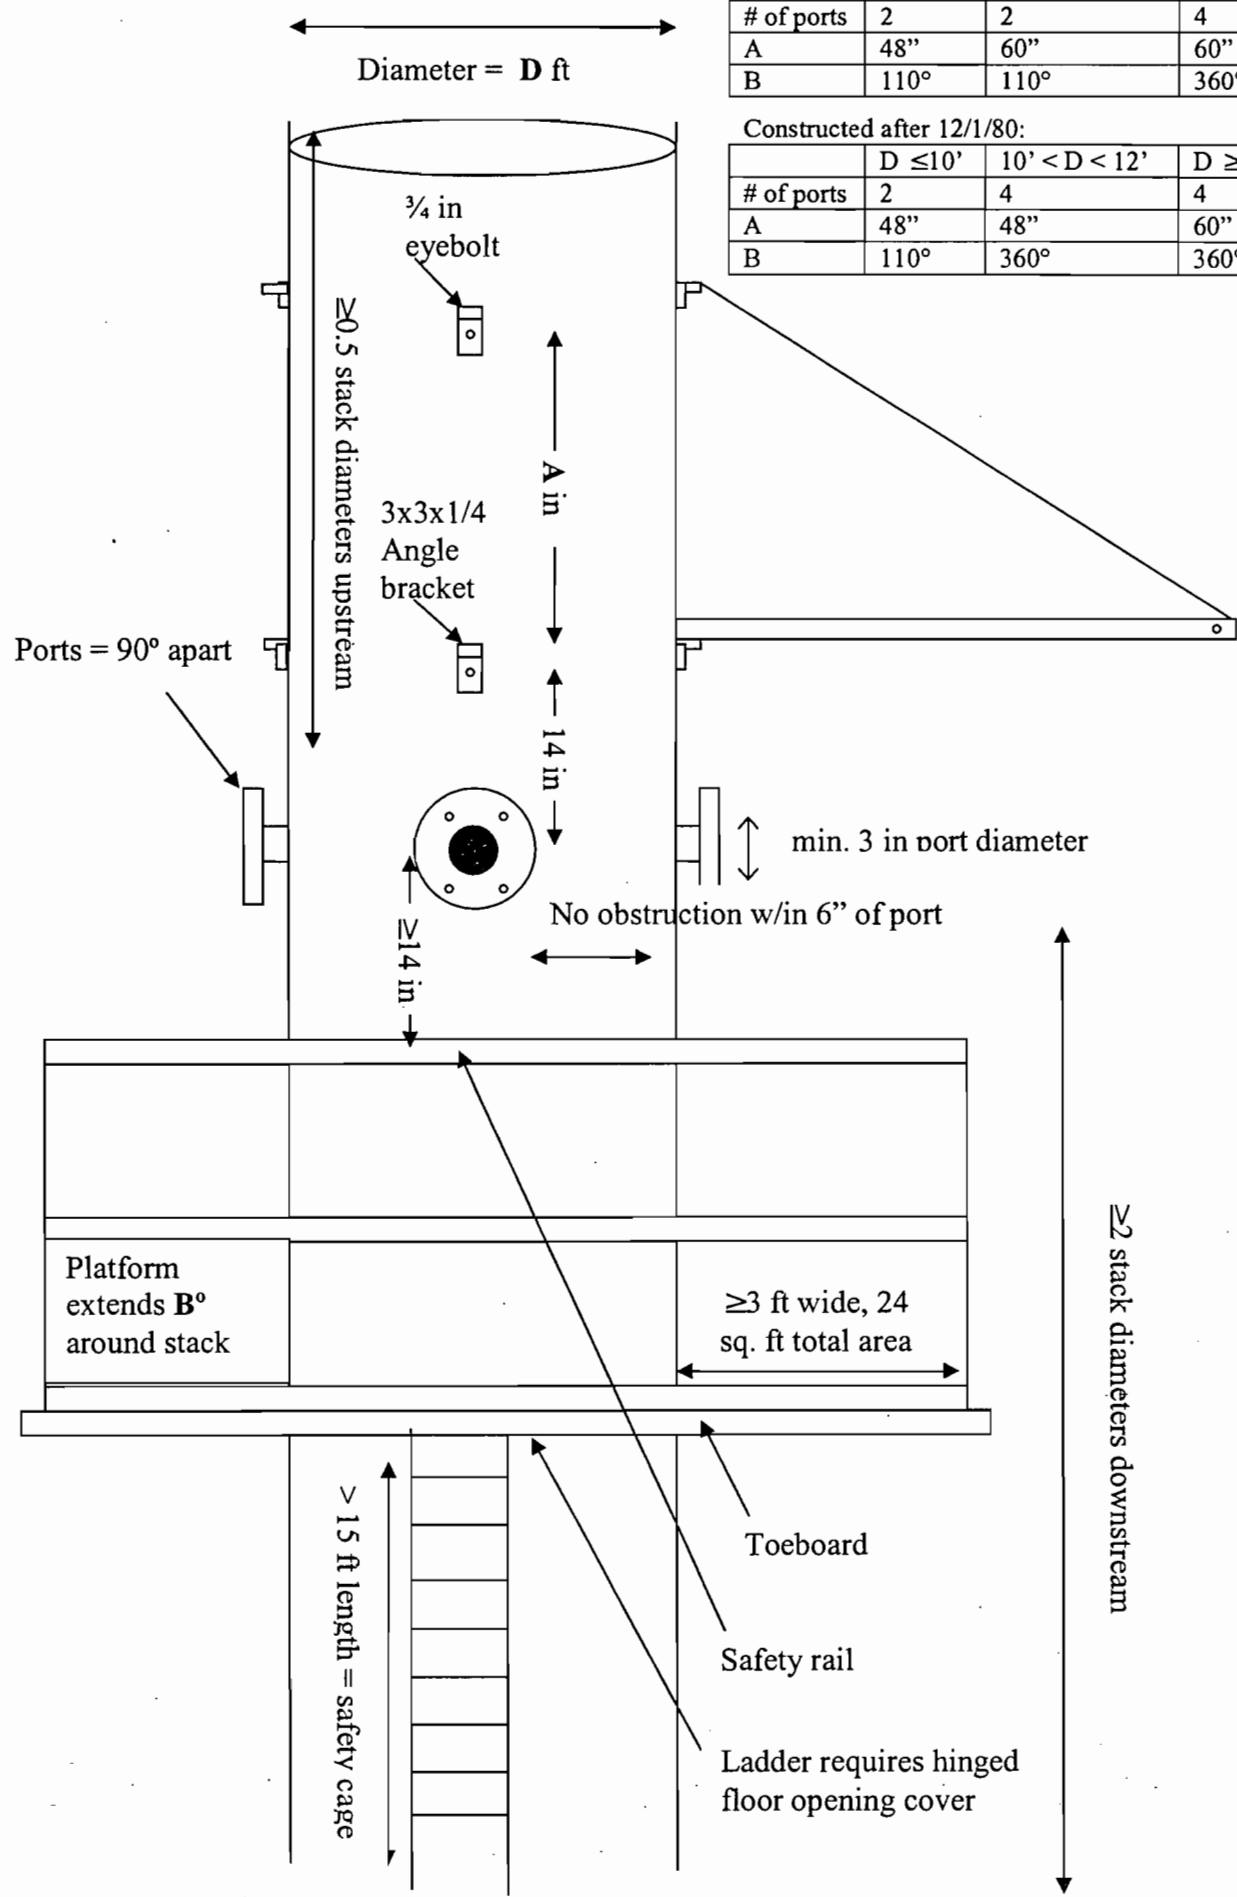 # of ports 2 2 4
A 48” 60” 60”
B 110° 110° 360°
Diameter = D ft
Constructed after 12/1/80:
D ≤10’ 10’ < D < 12’ D ≥
# of ports 2 4 4
A 48” 48” 60”
B 110° 360° 360°
¾ in
eyebolt
≥0.5 stack diameters upstream
A in
3x3x1/4
Angle
bracket
Ports = 90° apart
14 in
min. 3 in port diameter
No obstruction w/in 6” of port
≥14 in
≥2 stack diameters downstream
Platform
extends B°
around stack
≥3 ft wide, 24
sq. ft total area
> 15 ft length = safety cage
Toeboard
Safety rail
Ladder requires hinged
floor opening cover